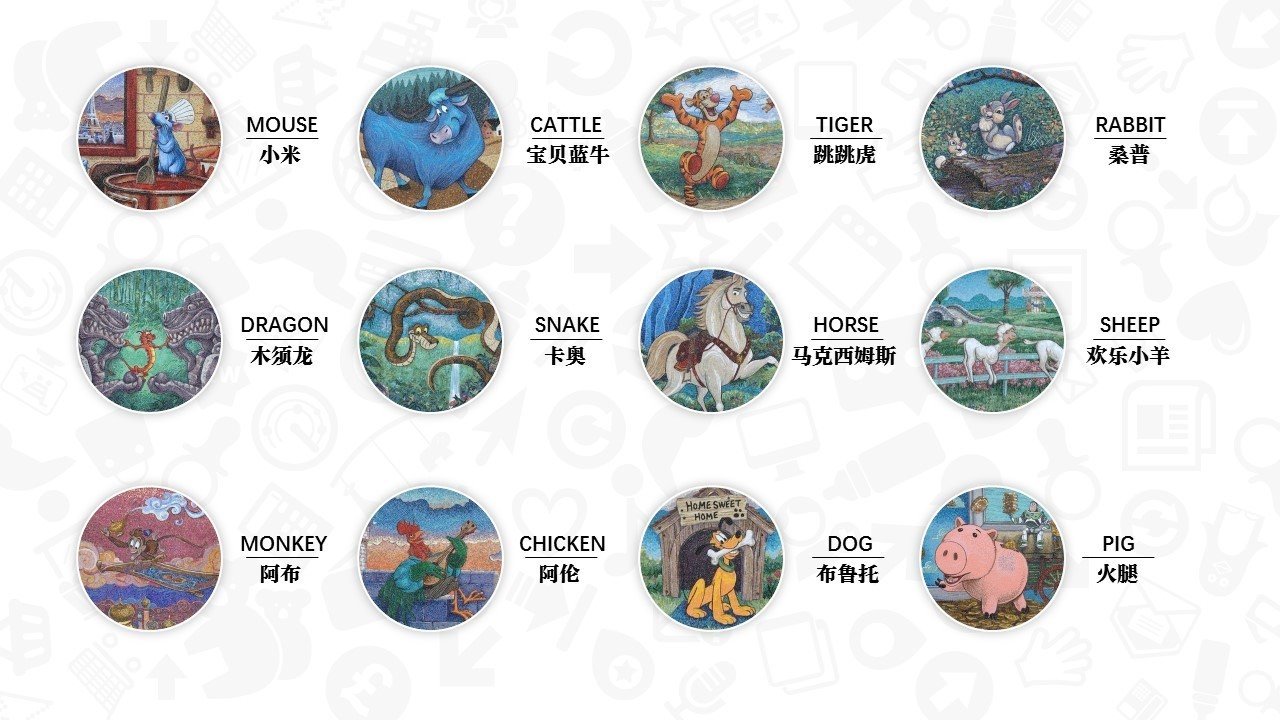 MOUSE
小米
CATTLE
宝贝蓝牛
TIGER
跳跳虎
RABBIT
桑普
DRAGON
木须龙
SNAKE
卡奥
HORSE
马克西姆斯
SHEEP
欢乐小羊
MONKEY
阿布
CHICKEN
阿伦
HOME SWEET
HOME
DOG
布鲁托
PIG
火腿